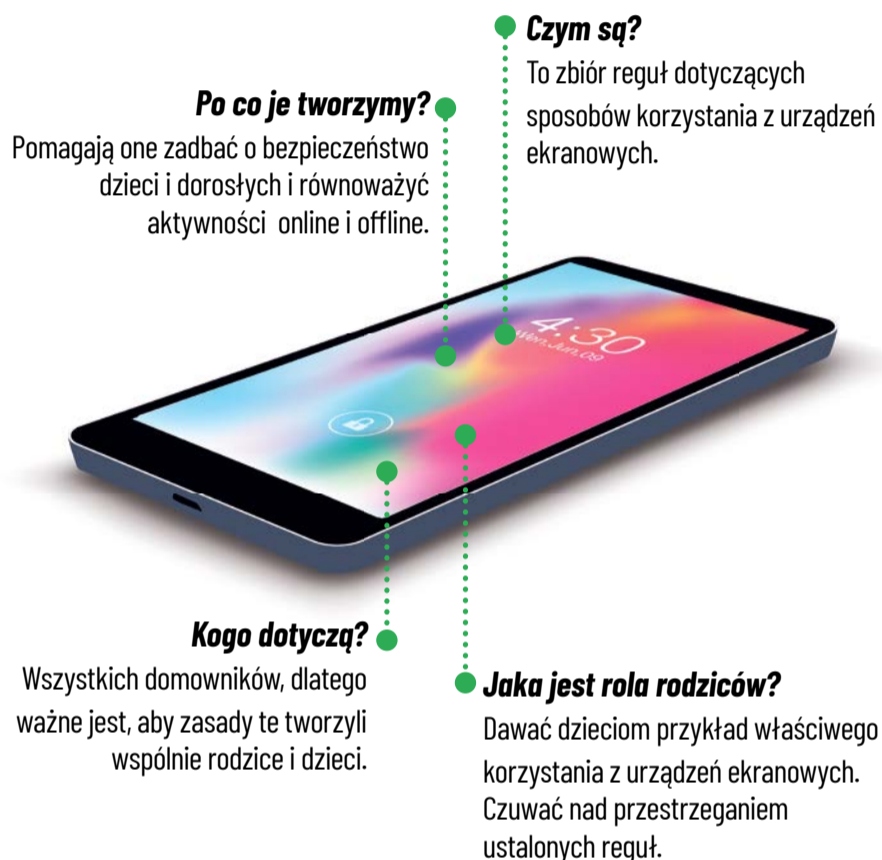 Czym są?
To zbiór reguł dotyczących
sposobów korzystania z urządzeń
ekranowych.
Po co je tworzymy?
Pomagają one zadbać o bezpieczeństwo
dzieci i dorosłych i równoważyć
aktywności online i offline.
4:30
Wen.Jun.09
Kogo dotyczą?
Wszystkich domowników, dlatego
ważne jest, aby zasady te tworzyli
wspólnie rodzice i dzieci.
Jaka jest rola rodziców?
Dawać dzieciom przykład właściwego
korzystania z urządzeń ekranowych.
Czuwać nad przestrzeganiem
ustalonych reguł.